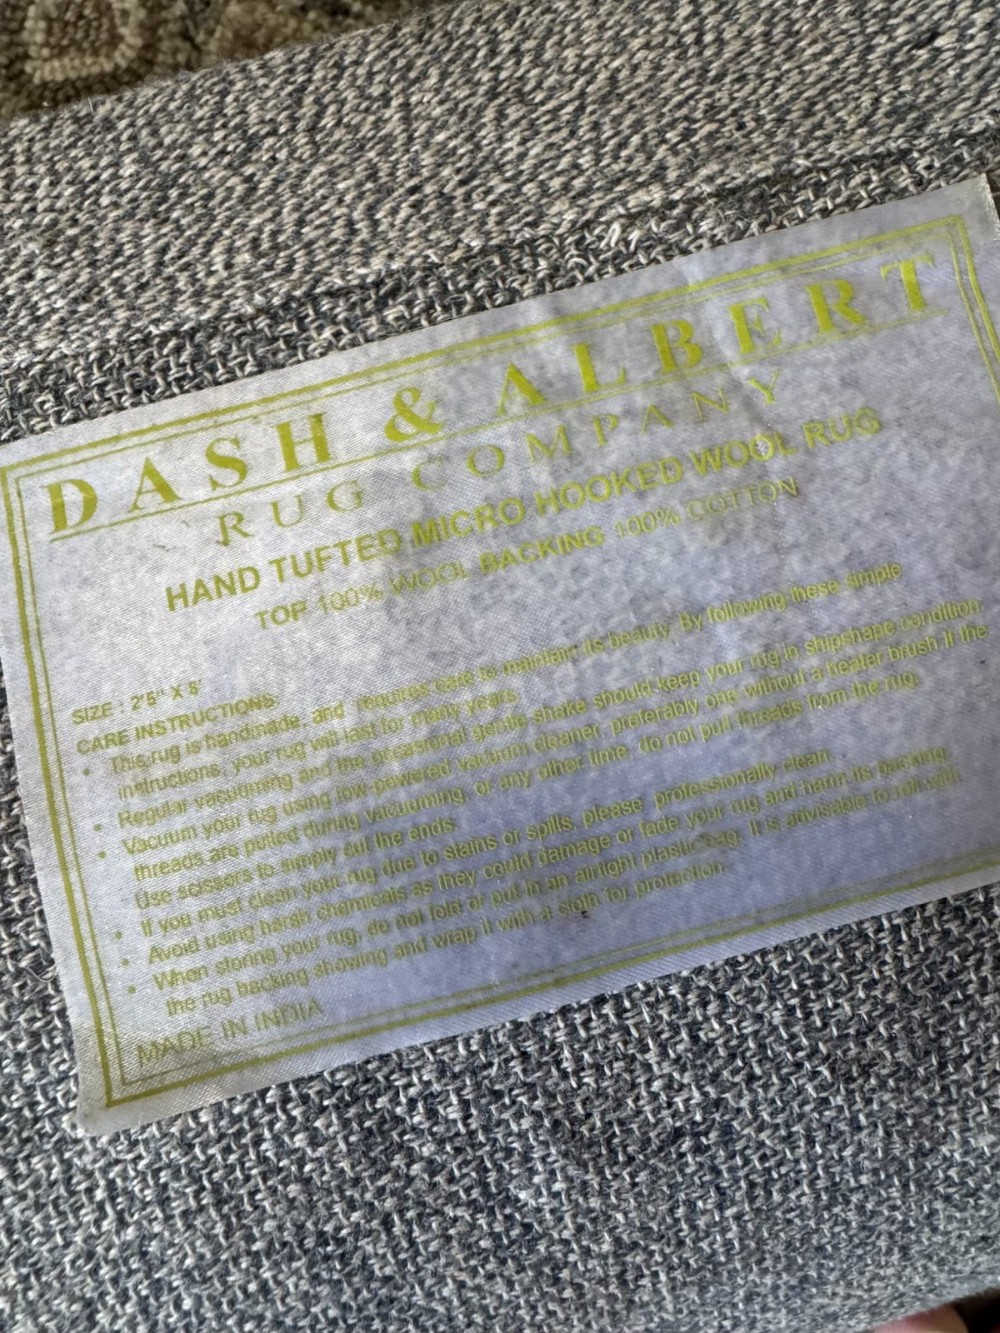 DASH & ALBERT
RUG COMPANY
HAND TUFTED MICRO HOOKED WOOL RUG
TOP 100% WOOL BACKING 100% COTTON
SIZE : 2'5" X 8'
CARE INSTRUCTIONS
• This rug is handmade, and requires care to maintain its beauty. By following these simple
instructions, your rug will last for many years.
• Regular vacuuming and the occasional gentle shake should keep your rug in shipshape condition.
• Vacuum your rug using low-powered vacuum cleaner, preferably one without a beater brush.If the
threads are pulled during vacuuming, or any other time, do not pull threads from the rug.
Use scissors to simply cut the ends.
• If you must clean your rug due to stains or spills, please professionally clean.
• Avoid using harsh chemicals as they could damage or fade your rug and harm its backing.
• When storing your rug, do not fold or put in an airtight plastic bag. It is advisable to roll with
the rug backing showing and wrap it with a cloth for protection.
MADE IN INDIA